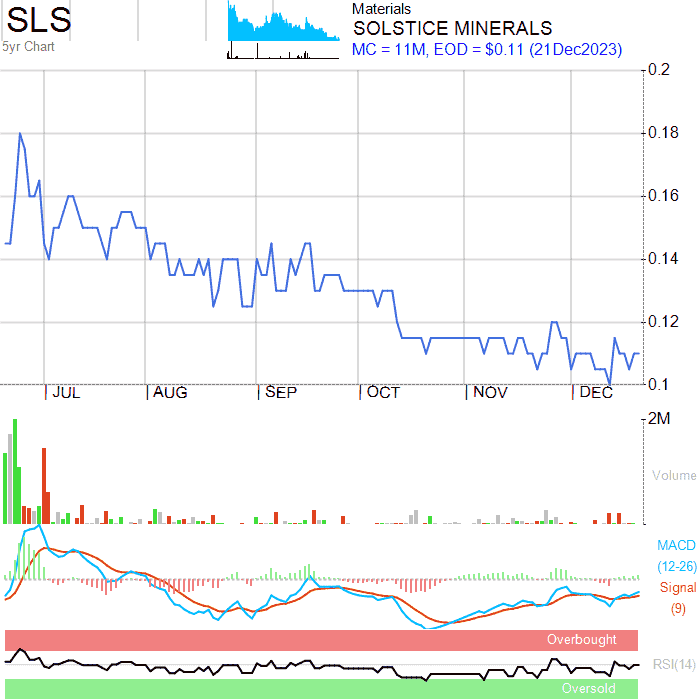 SLS
5yr Chart
Materials
SOLSTICE MINERALS
MC = 11M, EOD = $0.11 (21Dec2023)
0.2
0.18
0.16
0.14
0.12
0.1
JUL AUG SEP OCT NOV DEC
2M
Volume
MACD
(12-26)
Signal
(9)
Overbought
RSI(14)
Oversold